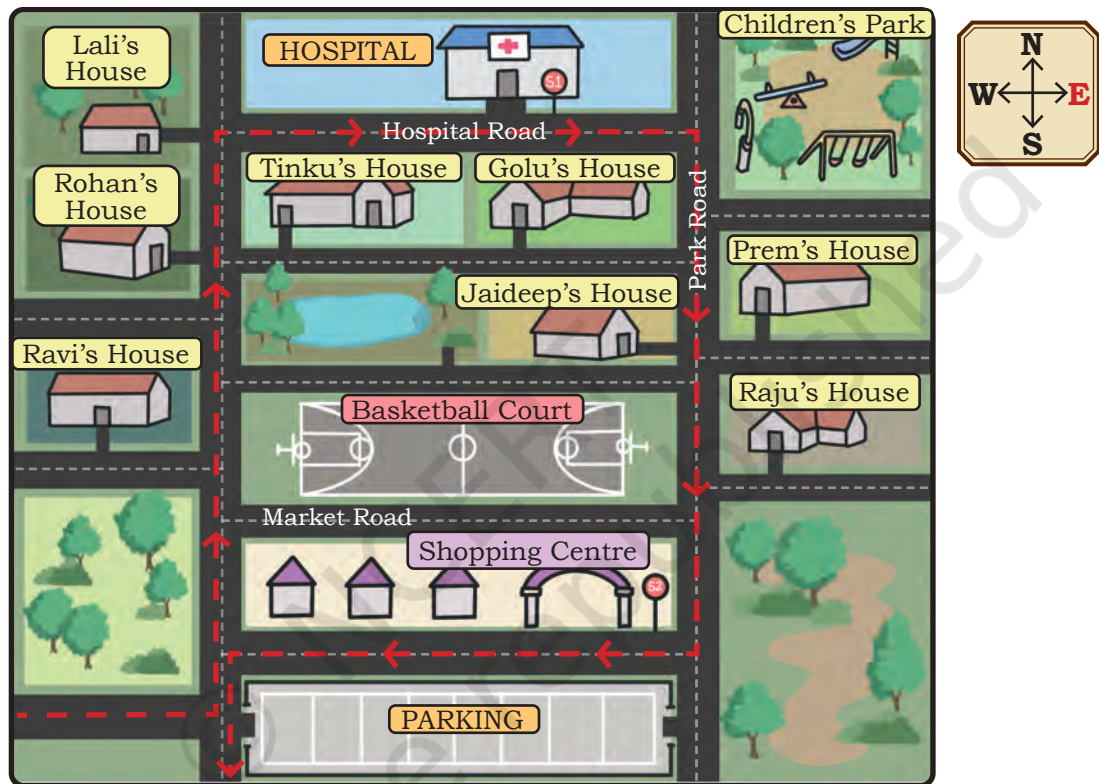 Lali's
House
HOSPITAL
S1
Children's Park
N
W
E
S
Hospital Road
Rohan's
House
Tinku's House
Golu's House
Park Road
Prem's House
Jaideep's House
Ravi's House
Raju's House
Basketball Court
Market Road
Shopping Centre
S2
PARKING